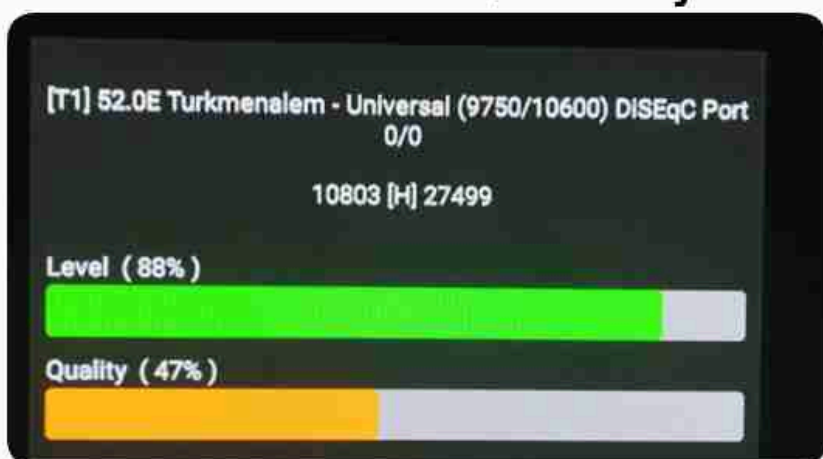 [T1] 52.0E Turkmenalem - Universal (9750/10600) DiSEqC Port
0/0
10803 [H] 27499
Level ( 88% )
Quality ( 47% )